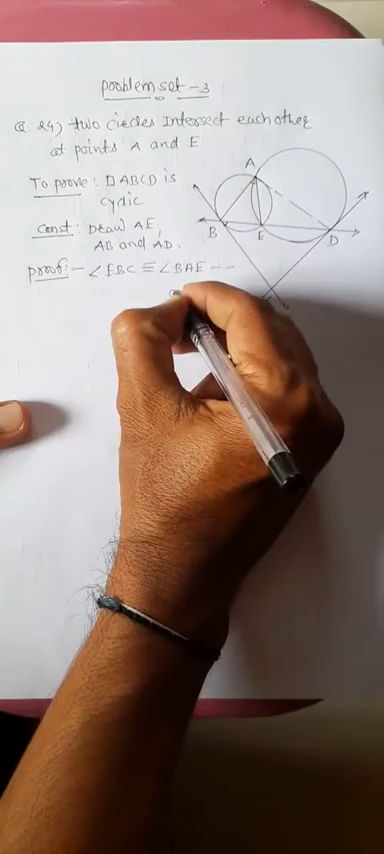 problem set - 3
Q. 24) two circles Intersect each other
at points A and E
To prove : □ ABCD is
cyclic
Const : Draw AE,
AB and AD.
proof:- ∠EBC ≅ ∠BAE --
A
B
E
D